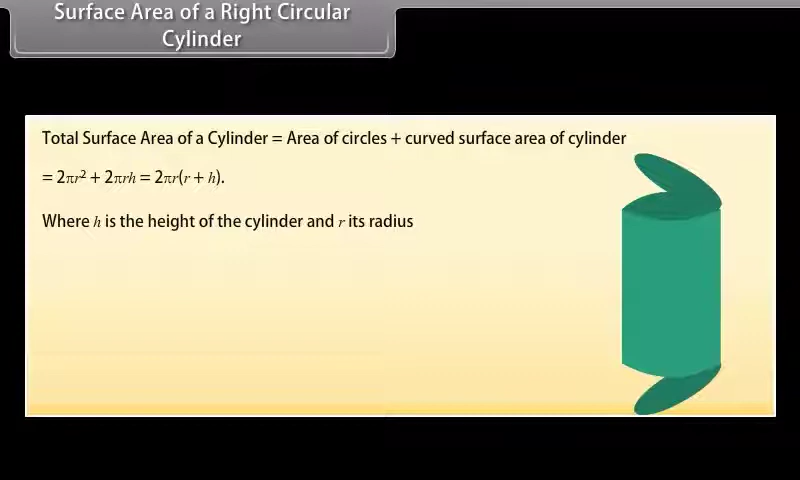 Surface Area of a Right Circular
Cylinder
Total Surface Area of a Cylinder = Area of circles + curved surface area of cylinder
= 2πr² + 2πrh = 2πr(r + h).
Where h is the height of the cylinder and r its radius